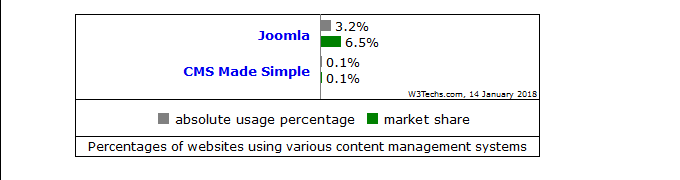 Joomla 3.2%
6.5%
CMS Made Simple 0.1%
0.1%
W3Techs.com, 14 January 2018
absolute usage percentage market share
Percentages of websites using various content management systems